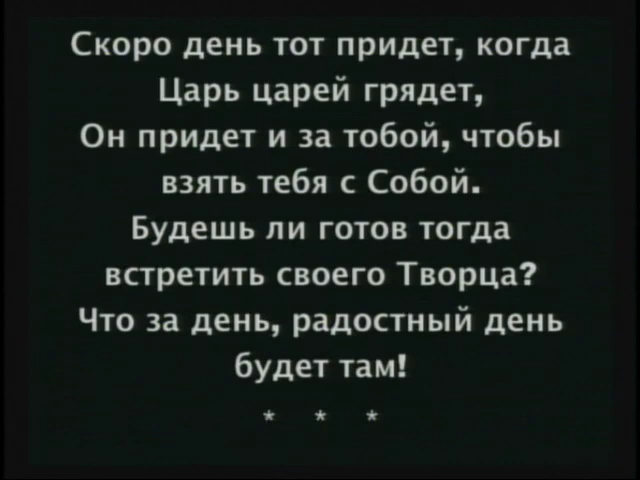 Скоро день тот придет, когда
Царь царей грядет,
Он придет и за тобой, чтобы
взять тебя с Собой.
Будешь ли готов тогда
встретить своего Творца?
Что за день, радостный день
будет там!
* * *